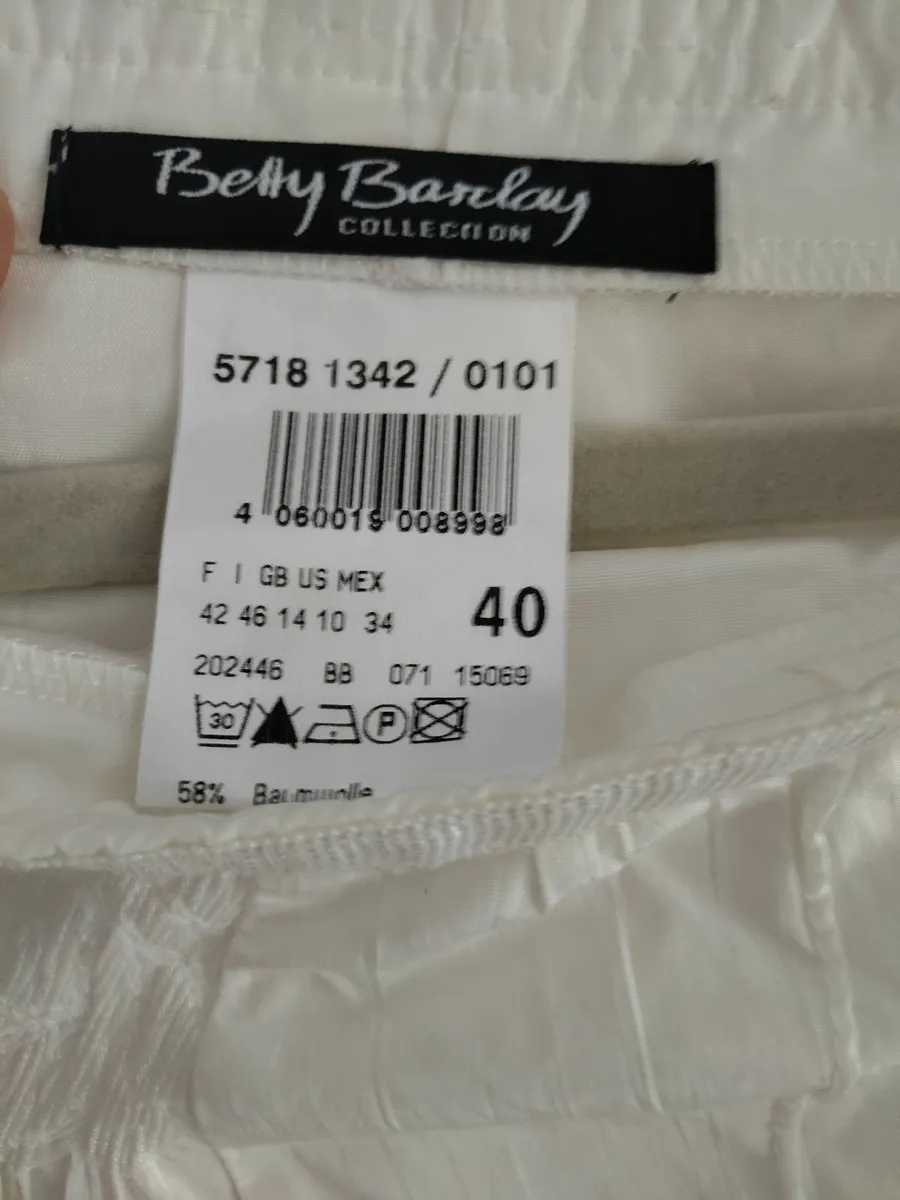 Betty Barclay
COLLECTION
5718 1342 / 0101
4 060019 008998
F I GB US MEX
42 46 14 10 34 40
202446 BB 071 15069
30 P
58% Baumwolle